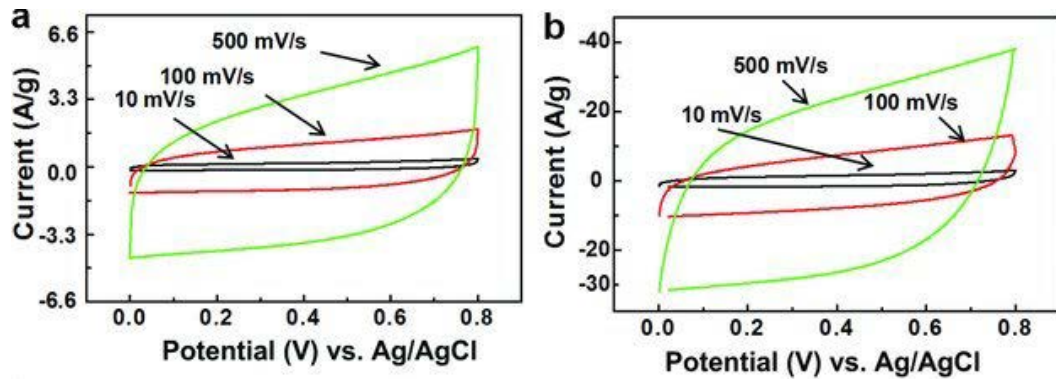 a
Current (A/g)
6.6
3.3
0.0
-3.3
-6.6
500 mV/s
100 mV/s
10 mV/s
0.0 0.2 0.4 0.6 0.8
Potential (V) vs. Ag/AgCl
b
Current (A/g)
-40
-20
-10
0
10
-20
-30
500 mV/s
10 mV/s
100 mV/s
0.0 0.2 0.4 0.6 0.8
Potential (V) vs. Ag/AgCl